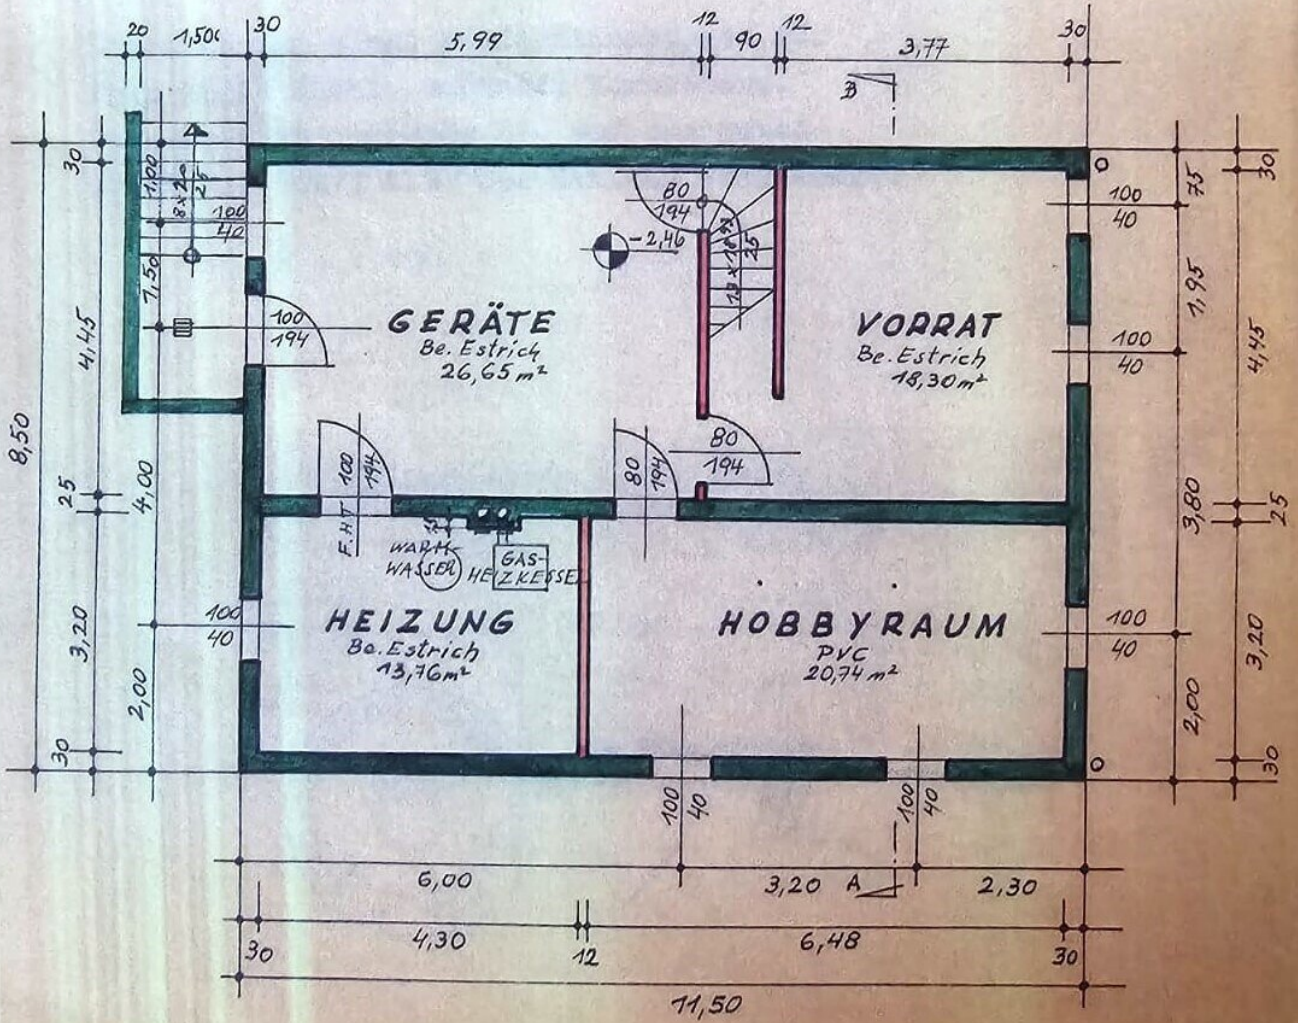 20 1,50⁶ 30 5,99 12 90 12 3,77 30
B
30 1,00 8 x 20 25 80 194 75 30
100 40 100 40
-2,46
1,50 25 1,95
100 194 GERÄTE VORRAT 100 40
Be. Estrich Be. Estrich
26,65 m² 18,30 m²
4,45 4,45
8,50 80 194
100 194 80 194
25 4,00 3,80 25
F.H.T WARM- GAS-
WASSER HEIZKESSEL
100 40 HEIZUNG HOBBYRAUM 100 40
Be. Estrich PVC
13,76 m² 20,74 m²
3,20 3,20
2,00 2,00
30 30
100 40 100 40
6,00 3,20 A 2,30
30 4,30 12 6,48 30
11,50